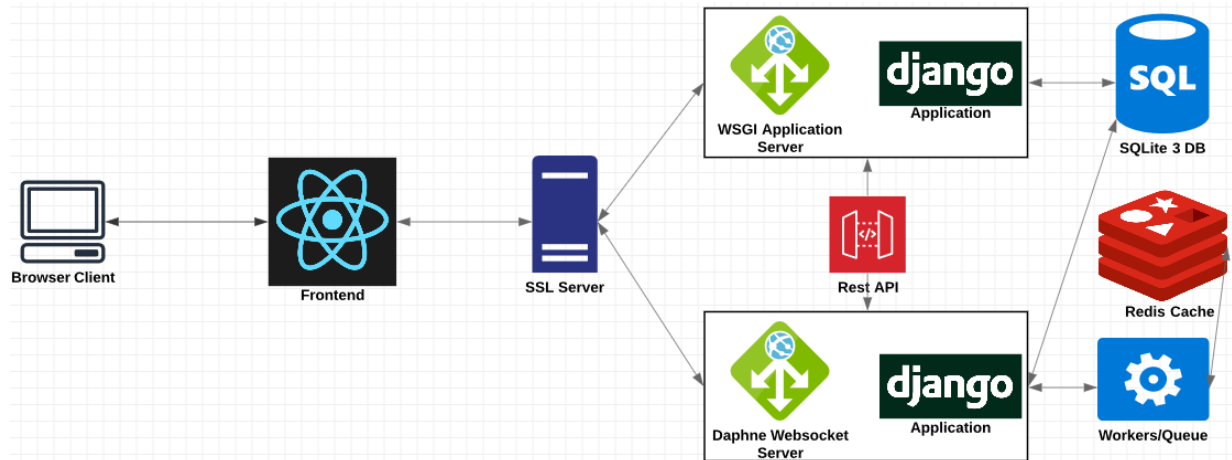 django
SQL
Application
WSGI Application
Server
SQLite 3 DB
</>
Browser Client
Frontend
SSL Server
Rest API
Redis Cache
django
Application
Daphne Websocket
Server
Workers/Queue